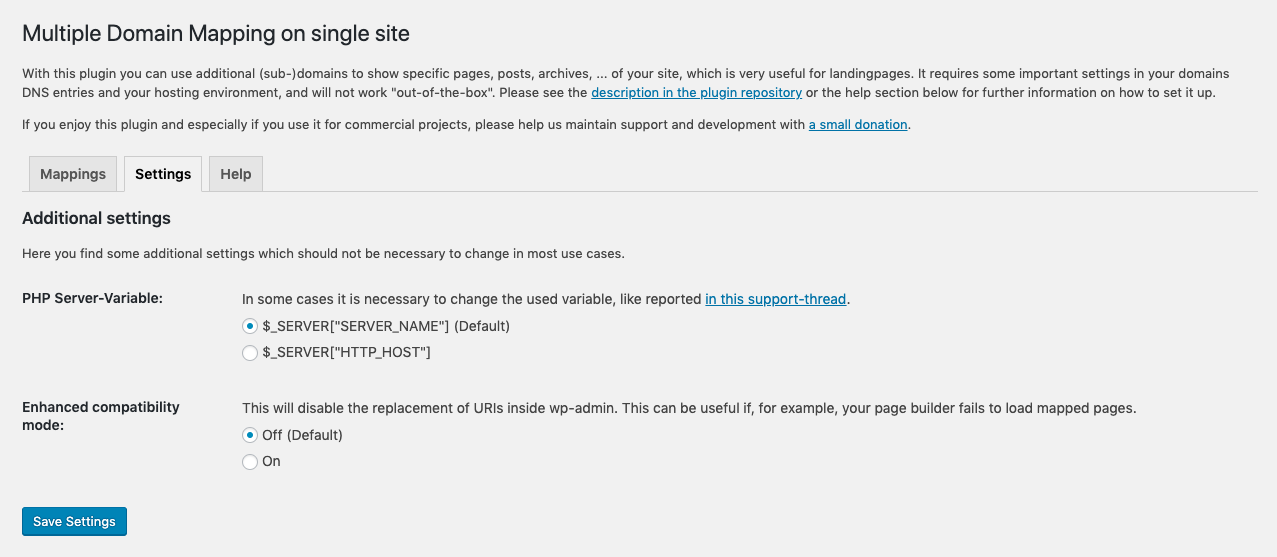 Multiple Domain Mapping on single site
With this plugin you can use additional (sub-)domains to show specific pages, posts, archives, ... of your site, which is very useful for landingpages. It requires some important settings in your domains
DNS entries and your hosting environment, and will not work "out-of-the-box". Please see the description in the plugin repository or the help section below for further information on how to set it up.
If you enjoy this plugin and especially if you use it for commercial projects, please help us maintain support and development with a small donation.
Mappings Settings Help
Additional settings
Here you find some additional settings which should not be necessary to change in most use cases.
PHP Server-Variable: In some cases it is necessary to change the used variable, like reported in this support-thread.
$_SERVER["SERVER_NAME"] (Default)
$_SERVER["HTTP_HOST"]
Enhanced compatibility
mode:
This will disable the replacement of URIs inside wp-admin. This can be useful if, for example, your page builder fails to load mapped pages.
Off (Default)
On
Save Settings